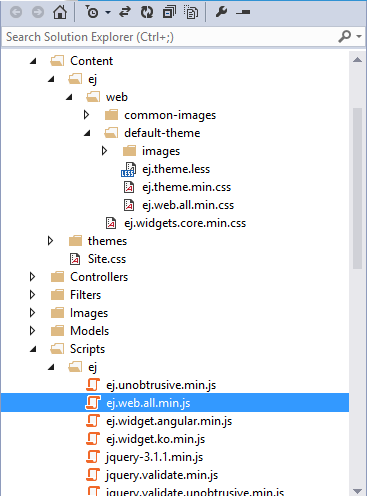 Search Solution Explorer (Ctrl+;)
Content
ej
web
common-images
default-theme
images
ej.theme.less
ej.theme.min.css
ej.web.all.min.css
ej.widgets.core.min.css
themes
Site.css
Controllers
Filters
Images
Models
Scripts
ej
ej.unobtrusive.min.js
ej.web.all.min.js
ej.widget.angular.min.js
ej.widget.ko.min.js
jquery-3.1.1.min.js
jquery.validate.min.js
jquery.validate.unobtrusive.min.js